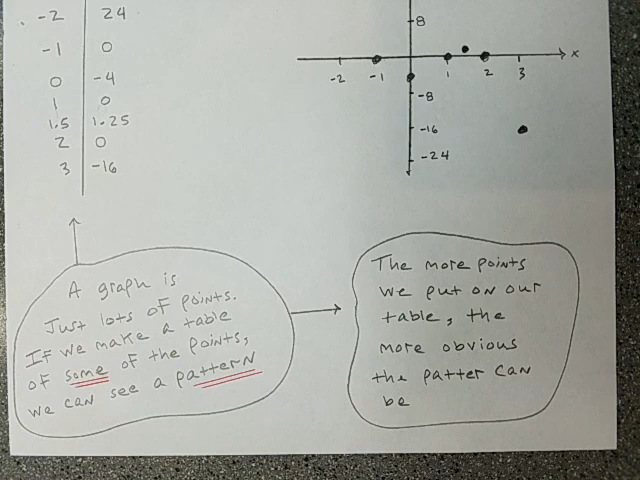 -2 24
-1 0
0 -4
1 0
1.5 1.25
2 0
3 -16
8
-2 -1 1 2 3 x
-8
-16
-24
A graph is
Just lots of points.
If we make a table
of some of the points,
we can see a pattern
The more points
we put on our
table, the
more obvious
the patter can
be